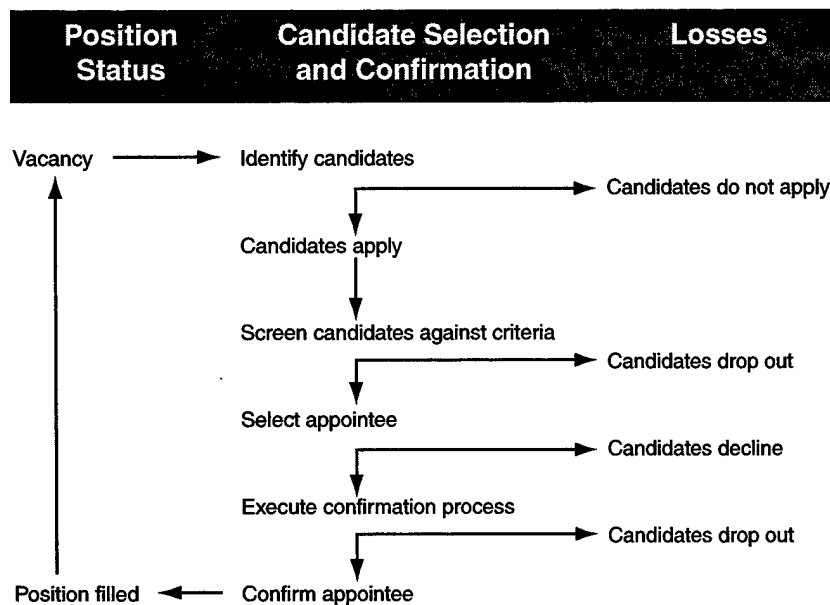 Position Status
Candidate Selection and Confirmation
Losses
Vacancy
Identify candidates
Candidates do not apply
Candidates apply
Screen candidates against criteria
Candidates drop out
Select appointee
Candidates decline
Execute confirmation process
Candidates drop out
Position filled
Confirm appointee